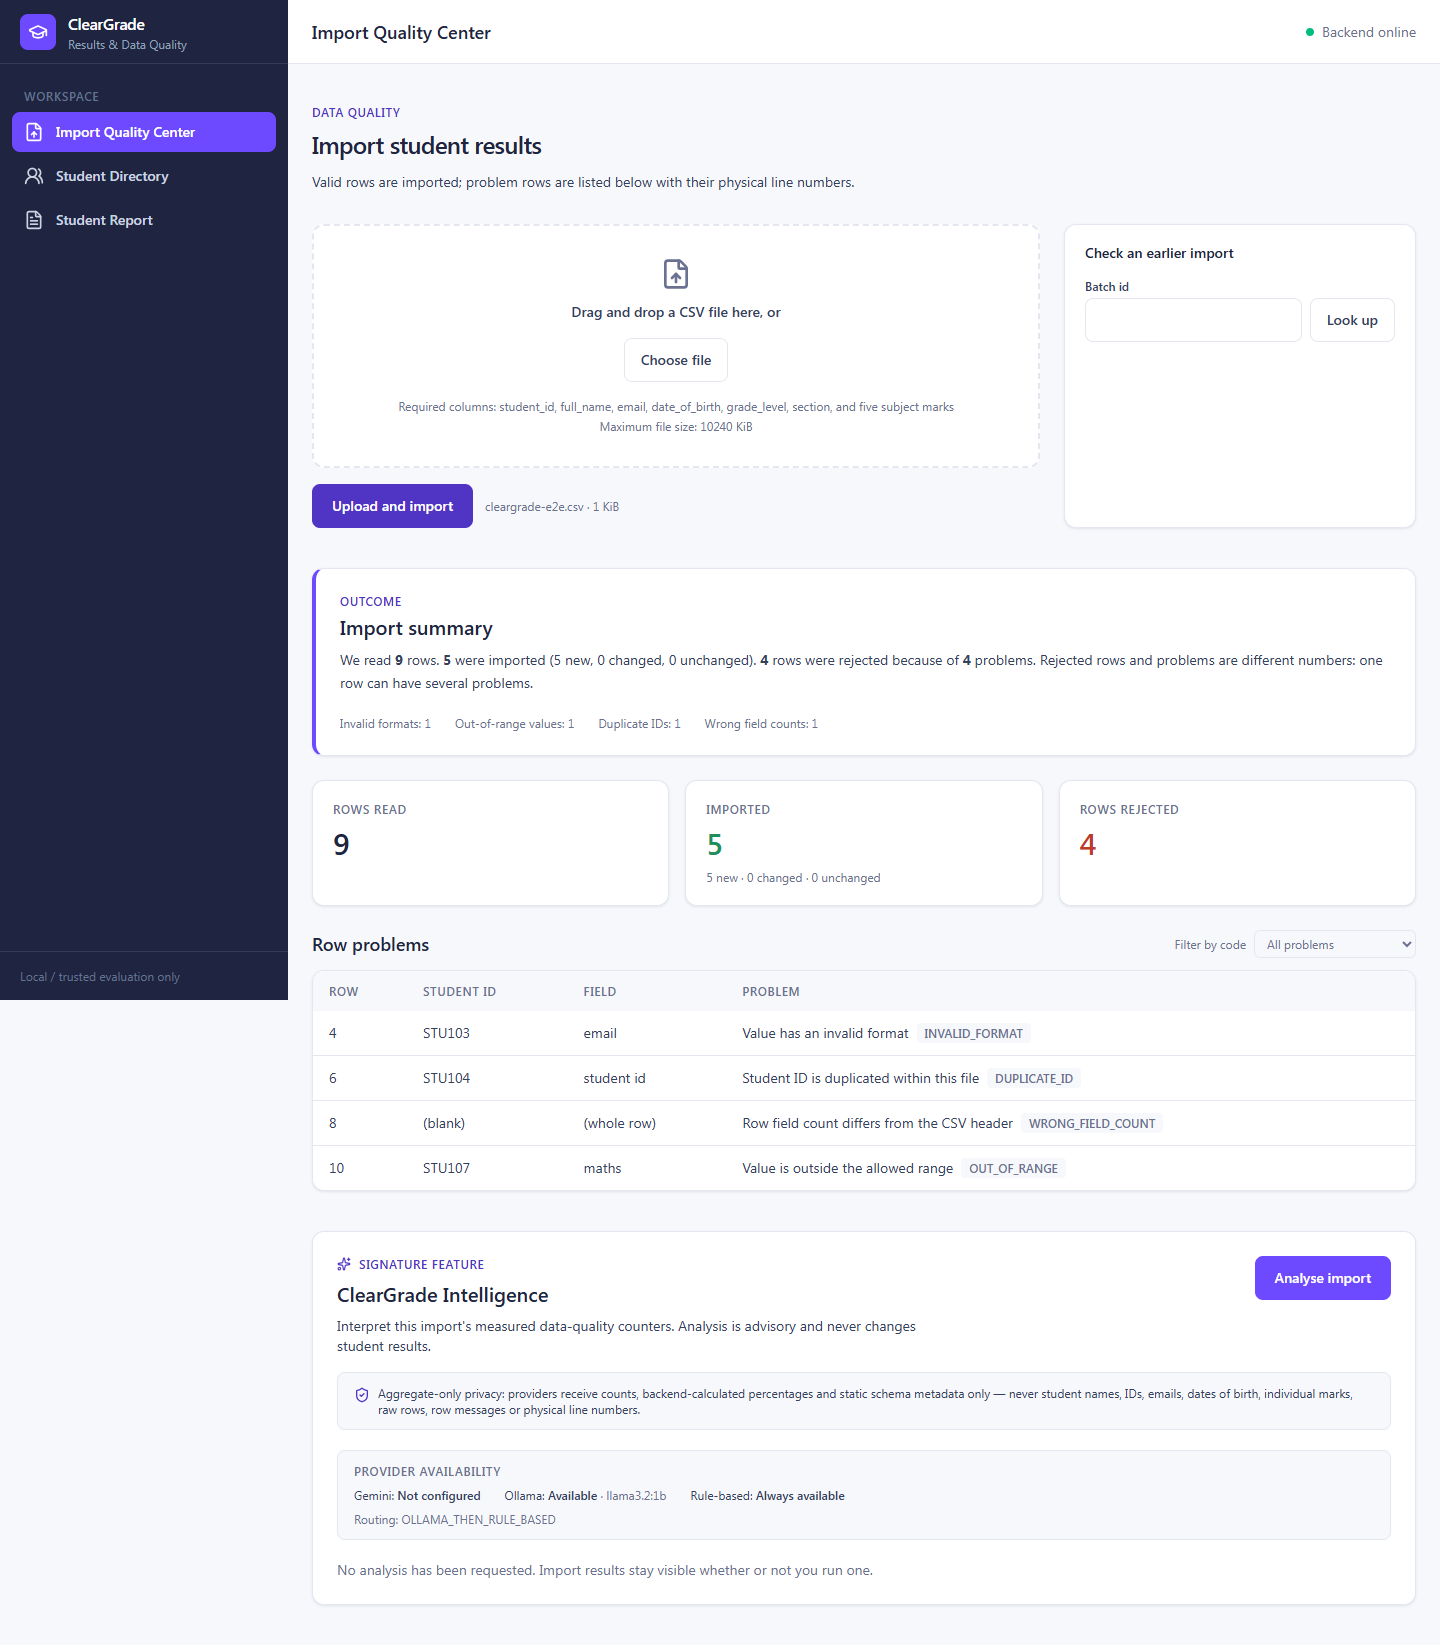 ClearGrade
Results & Data Quality
WORKSPACE
Import Quality Center
Student Directory
Student Report
Local / trusted evaluation only
Import Quality Center
Backend online
DATA QUALITY
Import student results
Valid rows are imported; problem rows are listed below with their physical line numbers.
Drag and drop a CSV file here, or
Choose file
Required columns: student_id, full_name, email, date_of_birth, grade_level, section, and five subject marks
Maximum file size: 10240 KiB
Upload and import
cleargrade-e2e.csv · 1 KiB
Check an earlier import
Batch id
Look up
OUTCOME
Import summary
We read 9 rows. 5 were imported (5 new, 0 changed, 0 unchanged). 4 rows were rejected because of 4 problems. Rejected rows and problems are different numbers: one
row can have several problems.
Invalid formats: 1 Out-of-range values: 1 Duplicate IDs: 1 Wrong field counts: 1
ROWS READ
9
IMPORTED
5
5 new · 0 changed · 0 unchanged
ROWS REJECTED
4
Row problems
Filter by code All problems
ROW STUDENT ID FIELD PROBLEM
4 STU103 email Value has an invalid format INVALID_FORMAT
6 STU104 student id Student ID is duplicated within this file DUPLICATE_ID
8 (blank) (whole row) Row field count differs from the CSV header WRONG_FIELD_COUNT
10 STU107 maths Value is outside the allowed range OUT_OF_RANGE
SIGNATURE FEATURE
ClearGrade Intelligence
Analyse import
Interpret this import's measured data-quality counters. Analysis is advisory and never changes
student results.
Aggregate-only privacy: providers receive counts, backend-calculated percentages and static schema metadata only — never student names, IDs, emails, dates of birth, individual marks,
raw rows, row messages or physical line numbers.
PROVIDER AVAILABILITY
Gemini: Not configured Ollama: Available · llama3.2:1b Rule-based: Always available
Routing: OLLAMA_THEN_RULE_BASED
No analysis has been requested. Import results stay visible whether or not you run one.